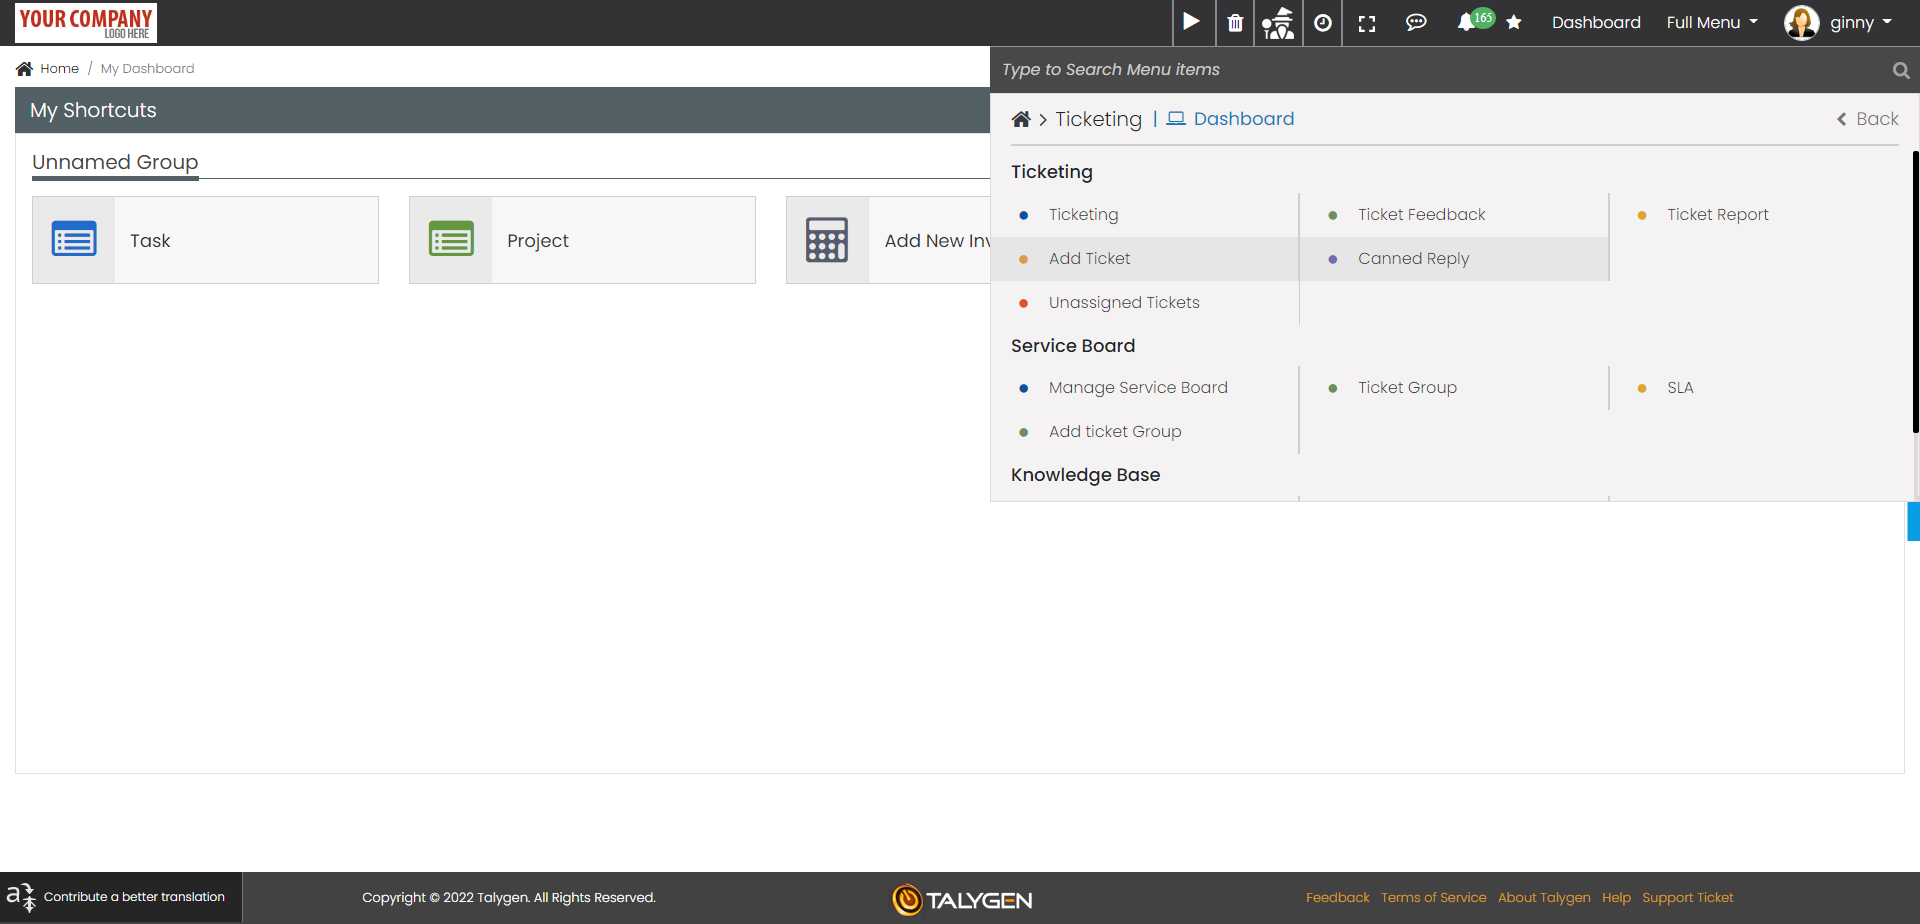 YOUR COMPANY
LOGO HERE
165
Dashboard
Full Menu
ginny
Home / My Dashboard
Type to Search Menu items
My Shortcuts
Ticketing | Dashboard
Back
Unnamed Group
Task
Project
Add New Inv
Ticketing
Ticketing
Ticket Feedback
Ticket Report
Add Ticket
Canned Reply
Unassigned Tickets
Service Board
Manage Service Board
Ticket Group
SLA
Add ticket Group
Knowledge Base
Contribute a better translation
Copyright © 2022 Talygen. All Rights Reserved.
TALYGEN
Feedback Terms of Service About Talygen Help Support Ticket